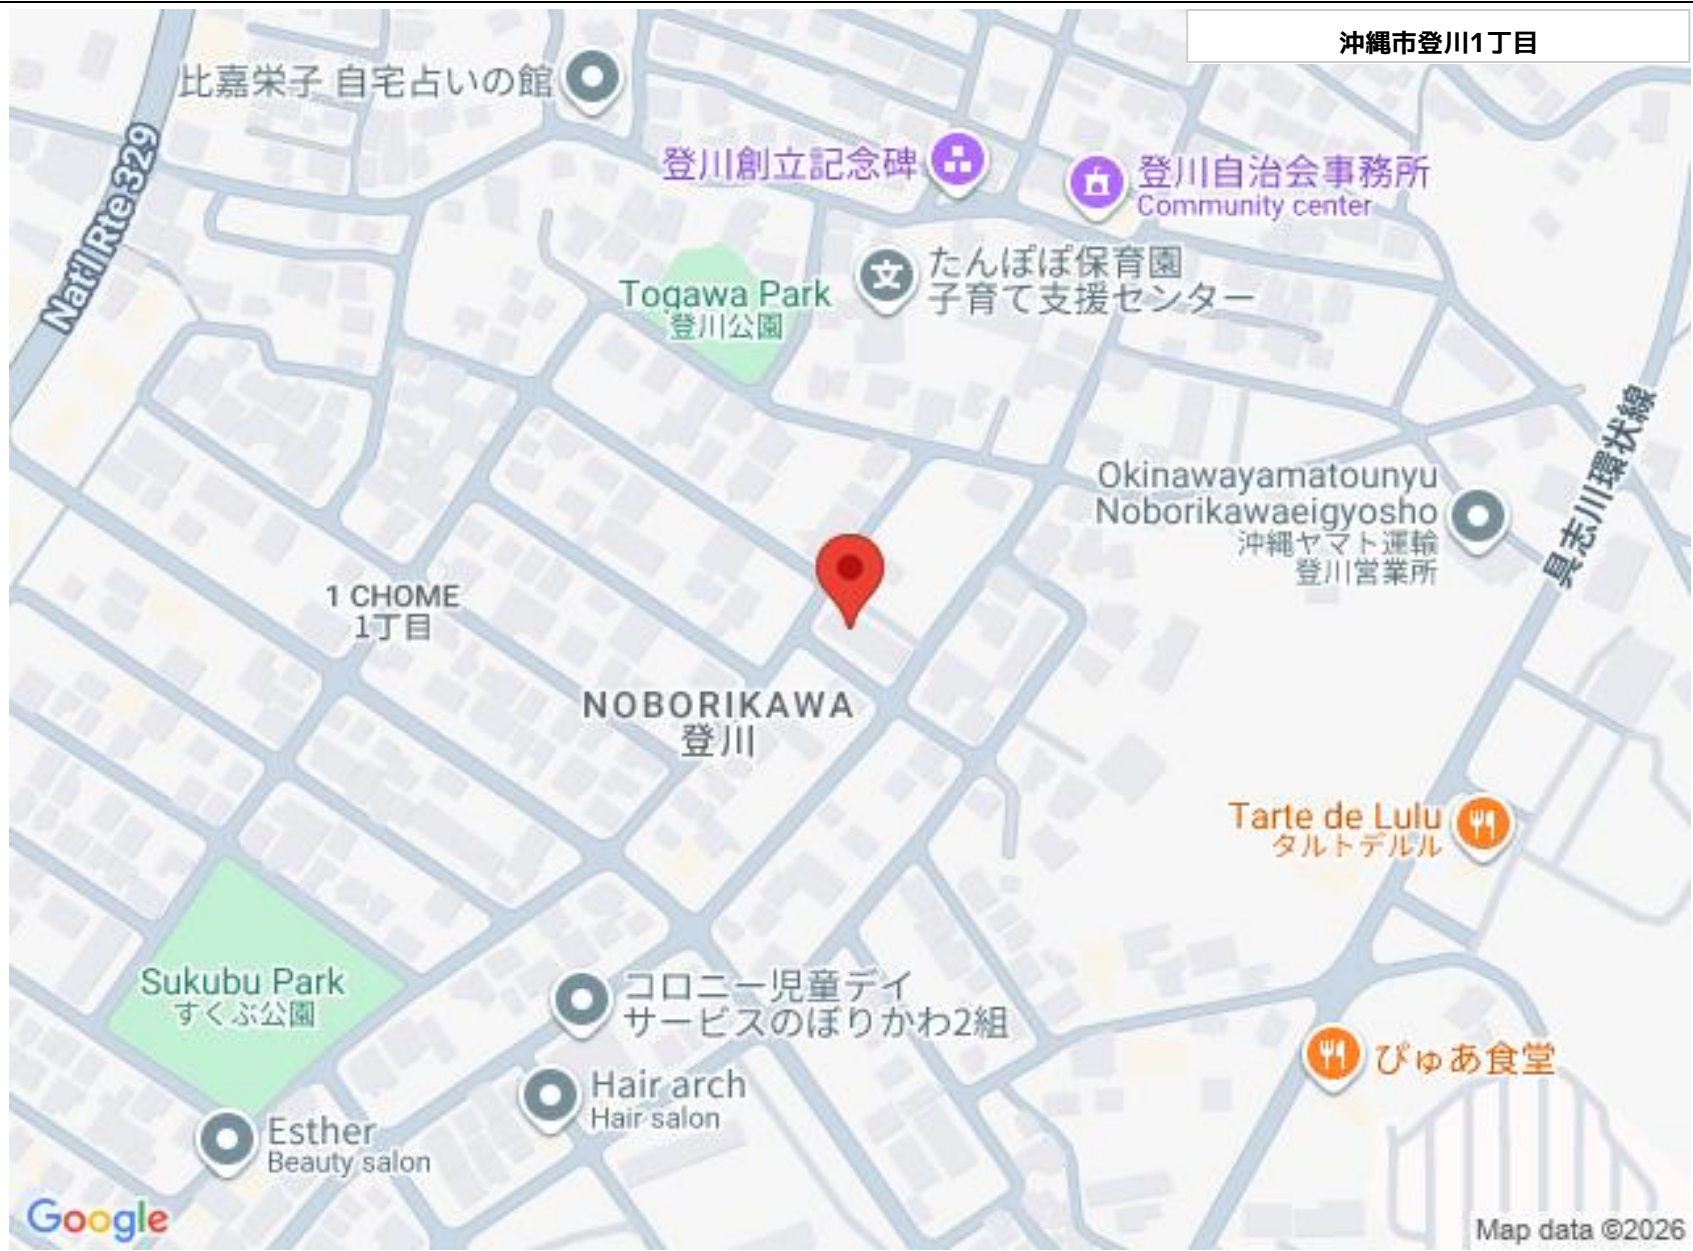 沖縄市登川1丁目
比嘉栄子 自宅占いの館
Nat'l Rte 329
登川創立記念碑
登川自治会事務所
Community center
たんぽぽ保育園
子育て支援センター
Togawa Park
登川公園
具志川環状線
Okinawayamatounyu
Noborikawaeigyosho
沖縄ヤマト運輸
登川営業所
1 CHOME
1丁目
NOBORIKAWA
登川
Tarte de Lulu
タルトデルル
Sukubu Park
すくぶ公園
コロニー児童デイ
サービスのぼりかわ2組
ぴゅあ食堂
Hair arch
Hair salon
Esther
Beauty salon
Google
Map data ©2026